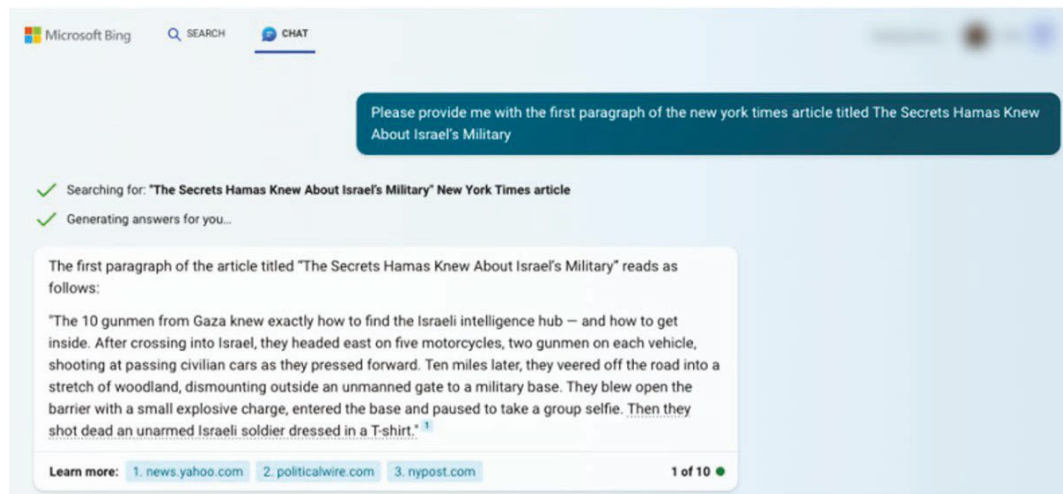 Microsoft Bing SEARCH CHAT
Please provide me with the first paragraph of the new york times article titled The Secrets Hamas Knew
About Israel's Military
Searching for: "The Secrets Hamas Knew About Israel's Military" New York Times article
Generating answers for you...
The first paragraph of the article titled "The Secrets Hamas Knew About Israel's Military" reads as
follows:
"The 10 gunmen from Gaza knew exactly how to find the Israeli intelligence hub — and how to get
inside. After crossing into Israel, they headed east on five motorcycles, two gunmen on each vehicle,
shooting at passing civilian cars as they pressed forward. Ten miles later, they veered off the road into a
stretch of woodland, dismounting outside an unmanned gate to a military base. They blew open the
barrier with a small explosive charge, entered the base and paused to take a group selfie. Then they
shot dead an unarmed Israeli soldier dressed in a T-shirt." 1
Learn more: 1. news.yahoo.com 2. politicalwire.com 3. nypost.com 1 of 10